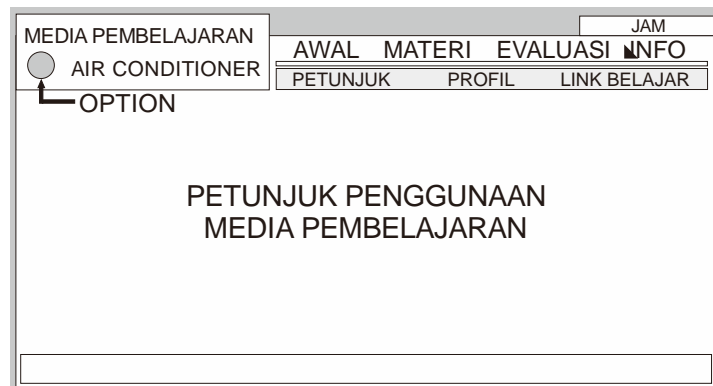 MEDIA PEMBELAJARAN
AIR CONDITIONER
OPTION
JAM
AWAL MATERI EVALUASI INFO
PETUNJUK PROFIL LINK BELAJAR
PETUNJUK PENGGUNAAN
MEDIA PEMBELAJARAN